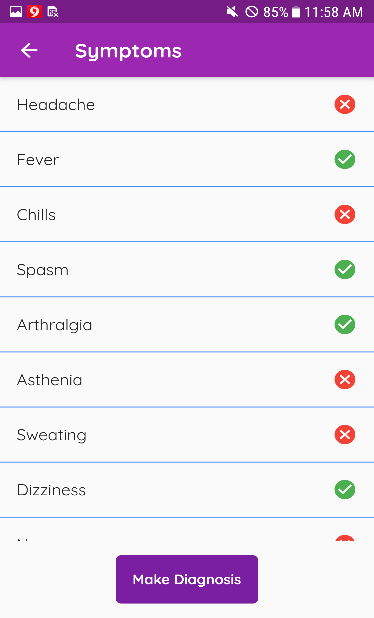 85% 11:58 AM
Symptoms
Headache
Fever
Chills
Spasm
Arthralgia
Asthenia
Sweating
Dizziness
Make Diagnosis